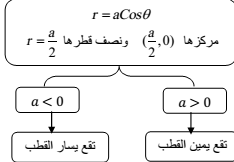 r = aCosθ
مركزها (a/2, 0) ونصف قطرها r = a/2
a > 0
a < 0
تقع يمين القطب
تقع يسار القطب